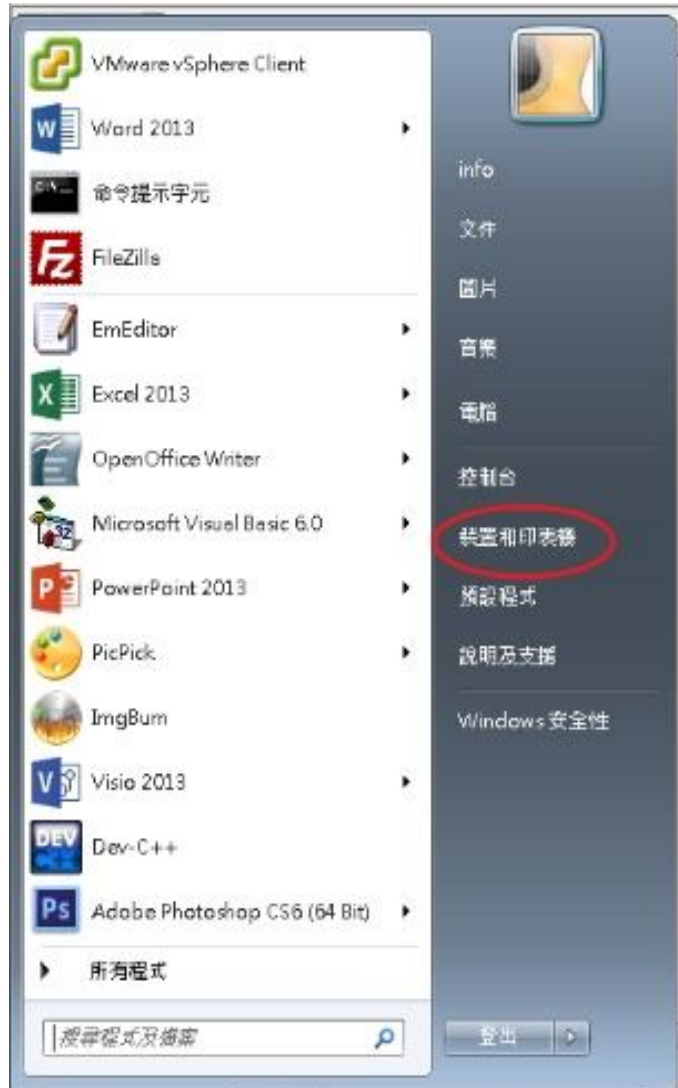 VMware vSphere Client
Word 2013
命令提示字元
FileZilla
EmEditor
Excel 2013
OpenOffice Writer
Microsoft Visual Basic 6.0
PowerPoint 2013
PicPick
ImgBurn
Visio 2013
Dev-C++
Adobe Photoshop CS6 (64 Bit)
所有程式
搜尋程式及檔案
info
文件
圖片
音樂
電腦
控制台
裝置和印表機
預設程式
說明及支援
Windows 安全性
登出